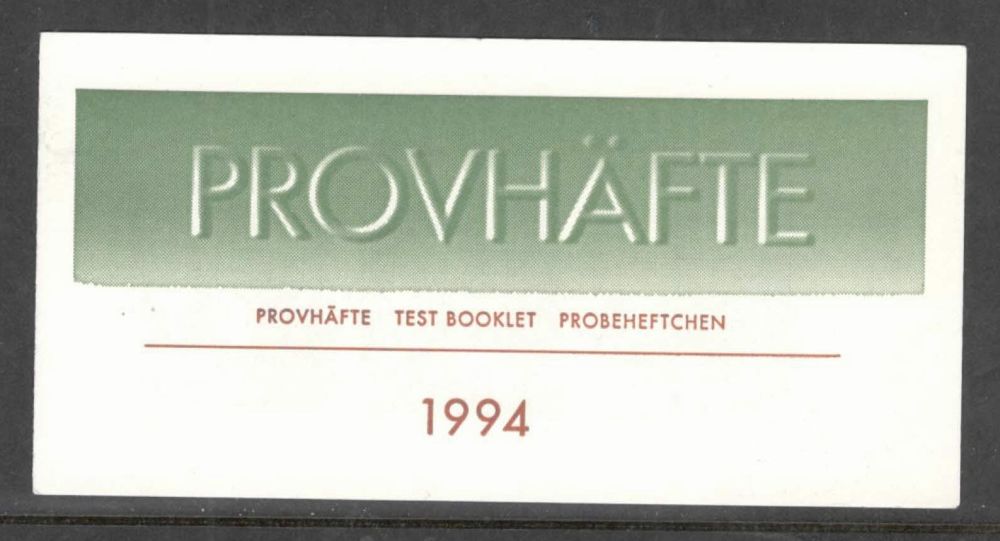 PROVHÄFTE
PROVHÄFTE TEST BOOKLET PROBEHEFTCHEN
1994